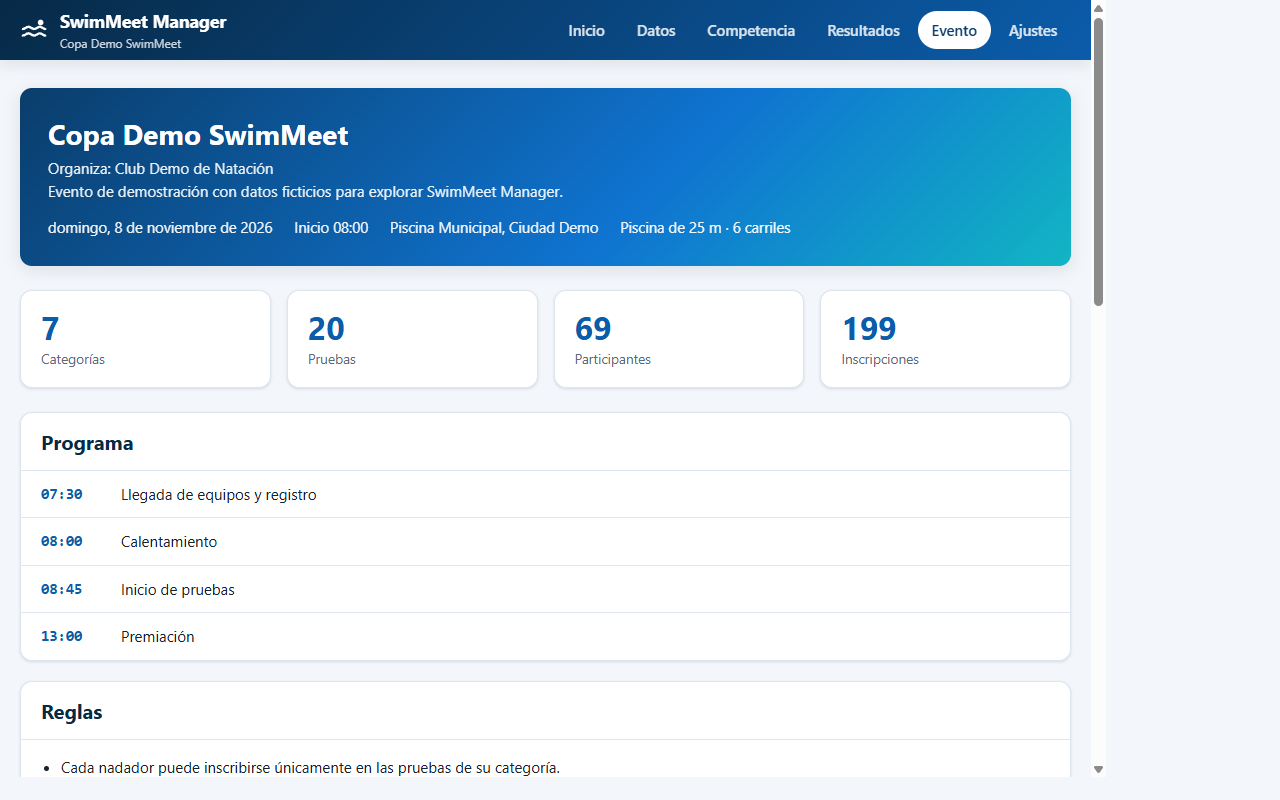 SwimMeet Manager
Copa Demo SwimMeet
Inicio Datos Competencia Resultados Evento Ajustes
Copa Demo SwimMeet
Organiza: Club Demo de Natación
Evento de demostración con datos ficticios para explorar SwimMeet Manager.
domingo, 8 de noviembre de 2026 Inicio 08:00 Piscina Municipal, Ciudad Demo Piscina de 25 m · 6 carriles
7
Categorías
20
Pruebas
69
Participantes
199
Inscripciones
Programa
07:30 Llegada de equipos y registro
08:00 Calentamiento
08:45 Inicio de pruebas
13:00 Premiación
Reglas
• Cada nadador puede inscribirse únicamente en las pruebas de su categoría.